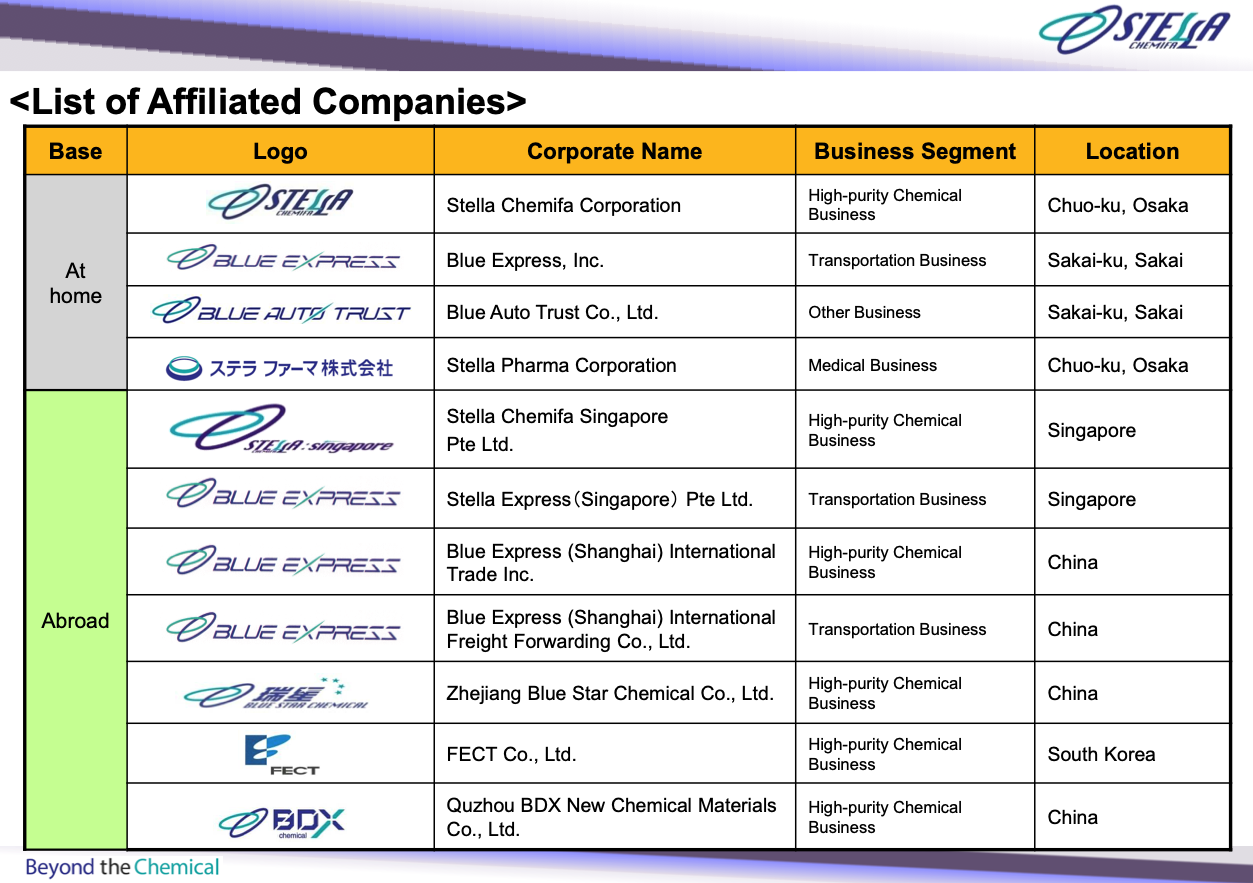 STELLA
CHEMIFA
<List of Affiliated Companies>
Base Logo Corporate Name Business Segment Location
At
home
STELLA
CHEMIFA
Stella Chemifa Corporation
High-purity Chemical
Business
Chuo-ku, Osaka
BLUE EXPRESS
Blue Express, Inc.
Transportation Business
Sakai-ku, Sakai
BLUE AUTO TRUST
Blue Auto Trust Co., Ltd.
Other Business
Sakai-ku, Sakai
ステラ ファーマ株式会社
Stella Pharma Corporation
Medical Business
Chuo-ku, Osaka
Abroad
STELLA : singapore
CHEMIFA
Stella Chemifa Singapore
Pte Ltd.
High-purity Chemical
Business
Singapore
BLUE EXPRESS
Stella Express（Singapore） Pte Ltd.
Transportation Business
Singapore
BLUE EXPRESS
Blue Express (Shanghai) International
Trade Inc.
High-purity Chemical
Business
China
BLUE EXPRESS
Blue Express (Shanghai) International
Freight Forwarding Co., Ltd.
Transportation Business
China
瑞星
BLUE STAR CHEMICAL
Zhejiang Blue Star Chemical Co., Ltd.
High-purity Chemical
Business
China
FECT
FECT Co., Ltd.
High-purity Chemical
Business
South Korea
BDX
chemical
Quzhou BDX New Chemical Materials
Co., Ltd.
High-purity Chemical
Business
China
Beyond the Chemical